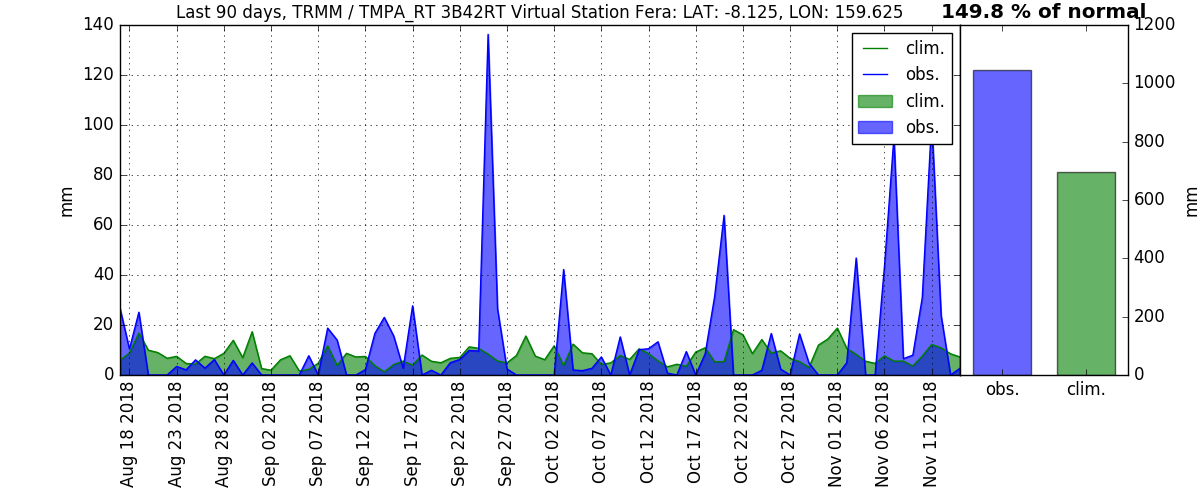 Last 90 days, TRMM / TMPA_RT 3B42RT Virtual Station Fera: LAT: -8.125, LON: 159.625
149.8 % of normal
mm
140
120
100
80
60
40
20
0
clim.
obs.
clim.
obs.
1200
1000
800
600
400
200
0
mm
obs.
clim.
Aug 18 2018
Aug 23 2018
Aug 28 2018
Sep 02 2018
Sep 07 2018
Sep 12 2018
Sep 17 2018
Sep 22 2018
Sep 27 2018
Oct 02 2018
Oct 07 2018
Oct 12 2018
Oct 17 2018
Oct 22 2018
Oct 27 2018
Nov 01 2018
Nov 06 2018
Nov 11 2018